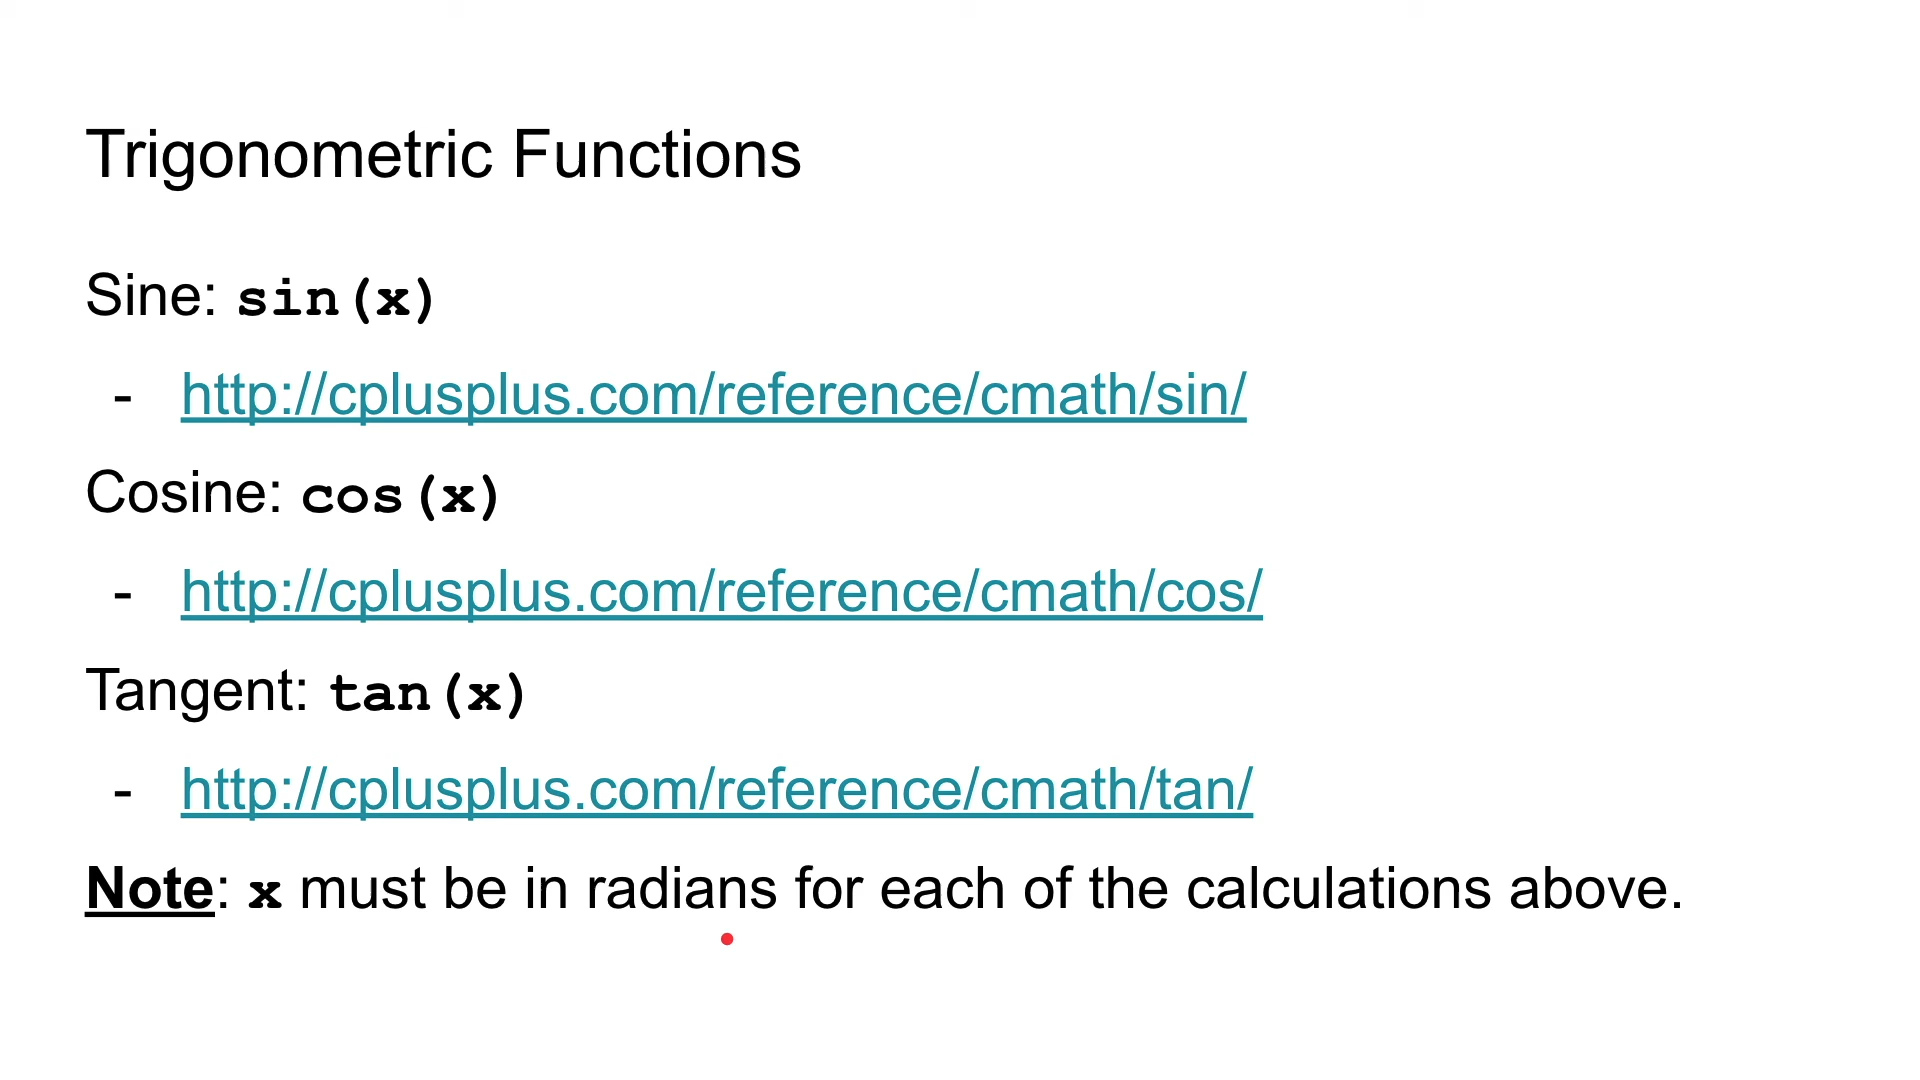 Trigonometric Functions
Sine: sin(x)
- http://cplusplus.com/reference/cmath/sin/
Cosine: cos(x)
- http://cplusplus.com/reference/cmath/cos/
Tangent: tan(x)
- http://cplusplus.com/reference/cmath/tan/
Note: x must be in radians for each of the calculations above.